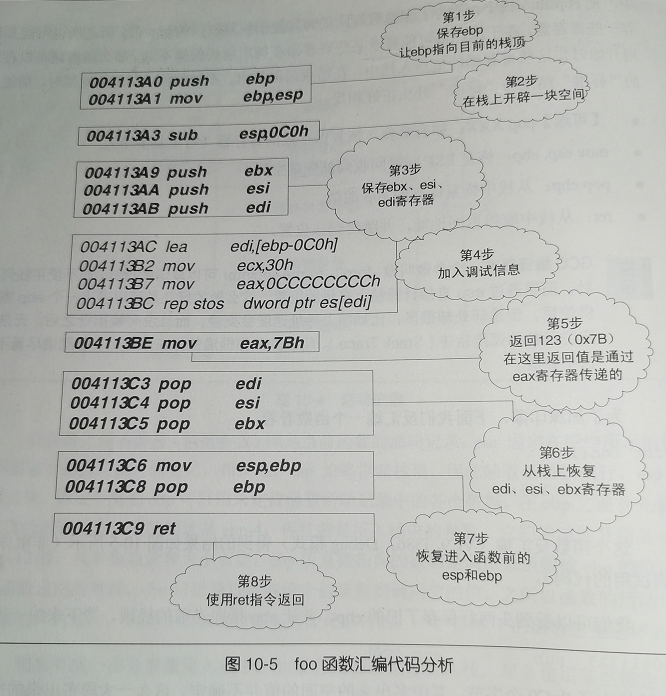 第1步
保存ebp
让ebp指向目前的栈顶
004113A0 push ebp
004113A1 mov ebp,esp
第2步
在栈上开辟一块空间
004113A3 sub esp,0C0h
第3步
保存ebx、esi、
edi寄存器
004113A9 push ebx
004113AA push esi
004113AB push edi
004113AC lea edi,[ebp-0C0h]
004113B2 mov ecx,30h
004113B7 mov eax,0CCCCCCCCh
004113BC rep stos dword ptr es[edi]
第4步
加入调试信息
004113BE mov eax,7Bh
第5步
返回123（0x7B）
在这里返回值是通过
eax寄存器传递的
004113C3 pop edi
004113C4 pop esi
004113C5 pop ebx
第6步
从栈上恢复
edi、esi、ebx寄存器
004113C6 mov esp,ebp
004113C8 pop ebp
第7步
恢复进入函数前的
esp和ebp
004113C9 ret
第8步
使用ret指令返回
图 10-5 foo 函数汇编代码分析